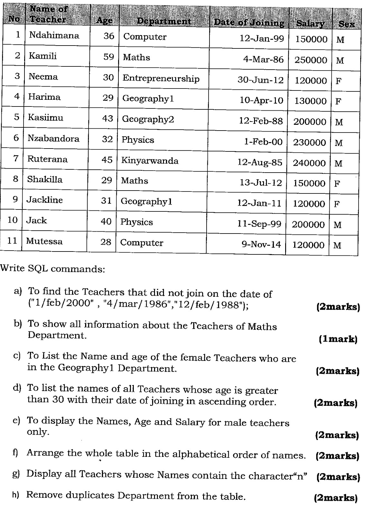 No Name of Teacher Age Department Date of Joining Salary Sex
1 Ndahimana 36 Computer 12-Jan-99 150000 M
2 Kamili 59 Maths 4-Mar-86 250000 M
3 Necma 30 Entrepreneurship 30-Jun-12 120000 F
4 Harima 29 Geography1 10-Apr-10 130000 F
5 Kasiimu 43 Geography2 12-Feb-88 200000 M
6 Nzabandora 32 Physics 1-Feb-00 230000 M
7 Ruterana 45 Kinyarwanda 12-Aug-85 240000 M
8 Shakilla 29 Maths 13-Jul-12 150000 F
9 Jackline 31 Geography1 12-Jan-11 120000 F
10 Jack 40 Physics 11-Sep-99 200000 M
11 Mutessa 28 Computer 9-Nov-14 120000 M
Write SQL commands:
a) To find the Teachers that did not join on the date of
("1/feb/2000" , "4/mar/1986","12/feb/1988"); (2marks)
b) To show all information about the Teachers of Maths
Department. (1mark)
c) To List the Name and age of the female Teachers who are
in the Geography1 Department. (2marks)
d) To list the names of all Teachers whose age is greater
than 30 with their date of joining in ascending order. (2marks)
e) To display the Names, Age and Salary for male teachers
only. (2marks)
f) Arrange the whole table in the alphabetical order of names. (2marks)
g) Display all Teachers whose Names contain the character"n" (2marks)
h) Remove duplicates Department from the table. (2marks)